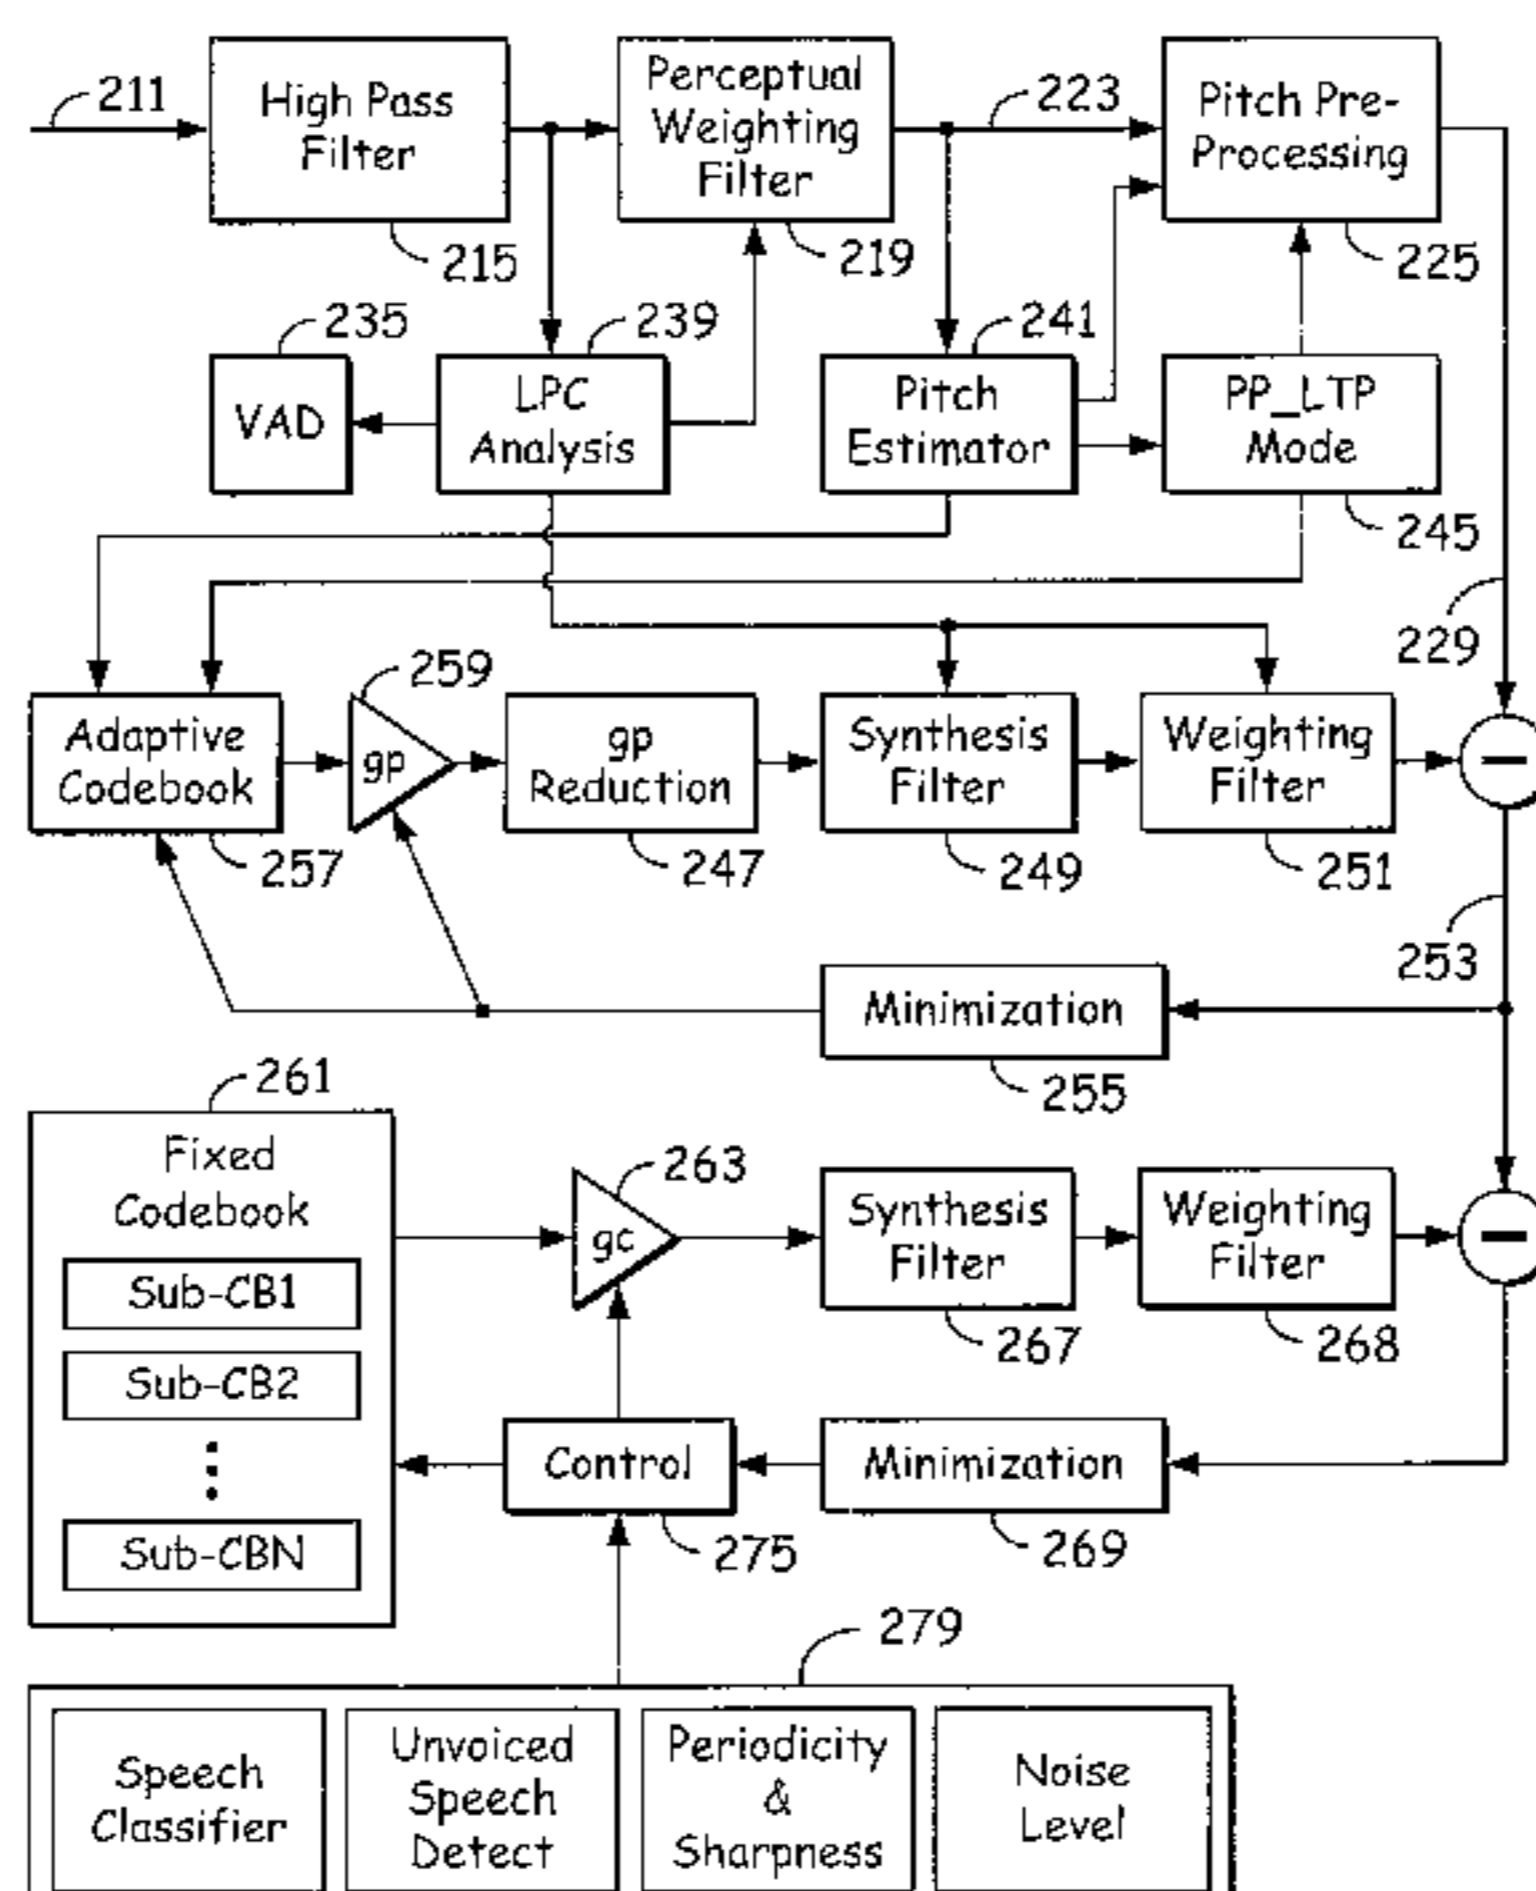 211
High Pass
Filter
215
Perceptual
Weighting
Filter
219
223
Pitch Pre-
Processing
225
235
VAD
239
LPC
Analysis
241
Pitch
Estimator
PP_LTP
Mode
245
229
Adaptive
Codebook
257
259
gp
gp
Reduction
247
Synthesis
Filter
249
Weighting
Filter
251
253
Minimization
255
261
Fixed
Codebook
Sub-CB1
Sub-CB2
Sub-CBN
263
gc
Synthesis
Filter
267
Weighting
Filter
268
Control
275
Minimization
269
279
Speech
Classifier
Unvoiced
Speech
Detect
Periodicity
&
Sharpness
Noise
Level